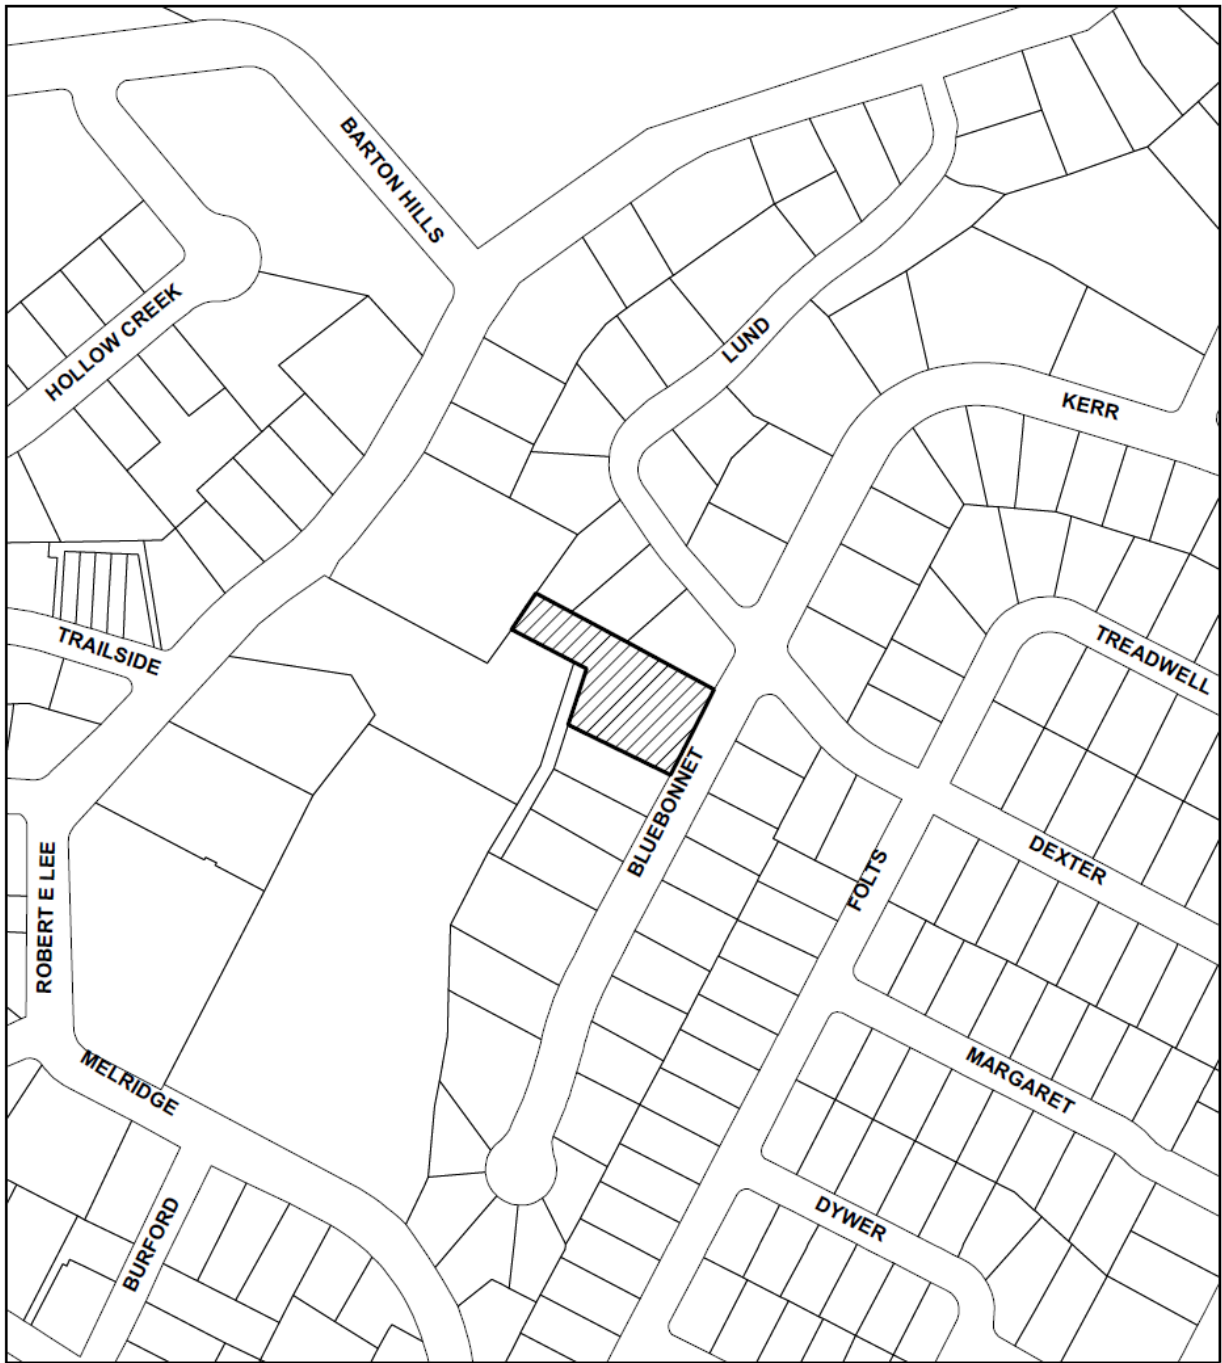 BARTON HILLS
HOLLOW CREEK
LUND
KERR
TRAILSIDE
TREADWELL
BLUEBONNET
DEXTER
FOLTS
ROBERT E LEE
MARGARET
MELRIDGE
DYWER
BURFORD